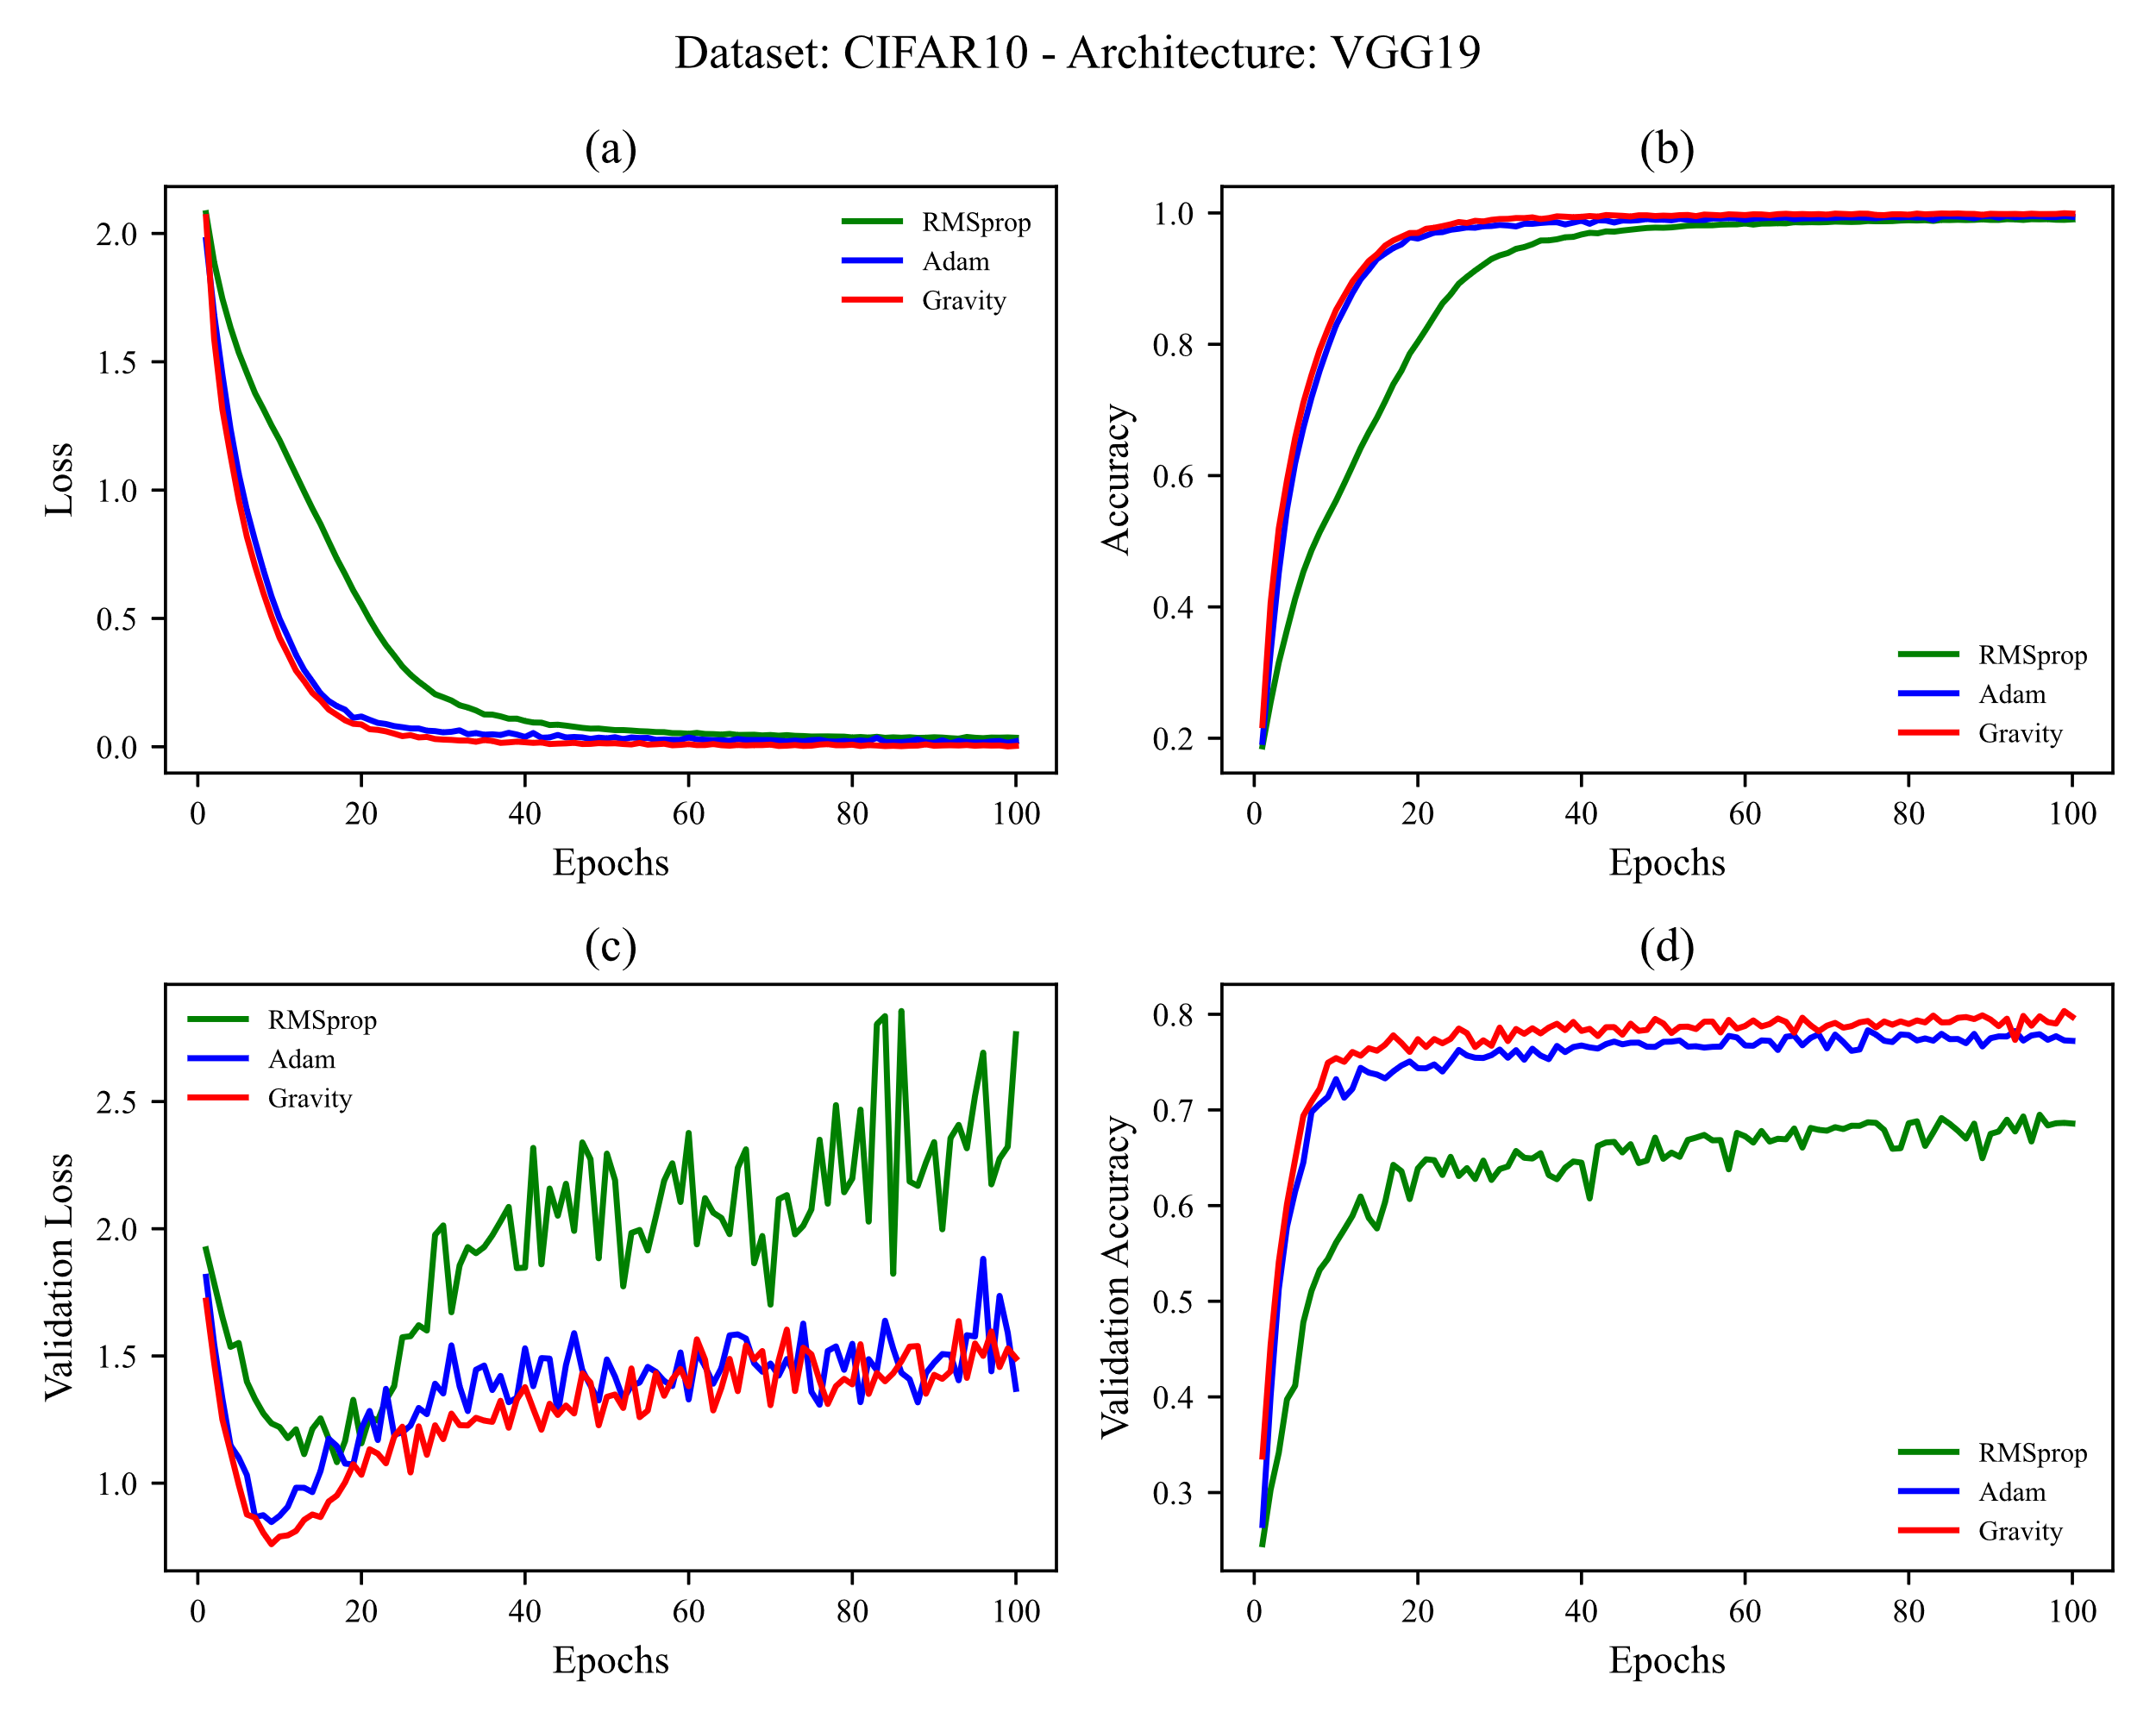 Dataset: CIFAR10 - Architecture: VGG19
(a)
Loss
2.0
1.5
1.0
0.5
0.0
0 20 40 60 80 100
Epochs
RMSprop
Adam
Gravity
(b)
Accuracy
1.0
0.8
0.6
0.4
0.2
0 20 40 60 80 100
Epochs
RMSprop
Adam
Gravity
(c)
Validation Loss
2.5
2.0
1.5
1.0
0 20 40 60 80 100
Epochs
RMSprop
Adam
Gravity
(d)
Validation Accuracy
0.8
0.7
0.6
0.5
0.4
0.3
0 20 40 60 80 100
Epochs
RMSprop
Adam
Gravity